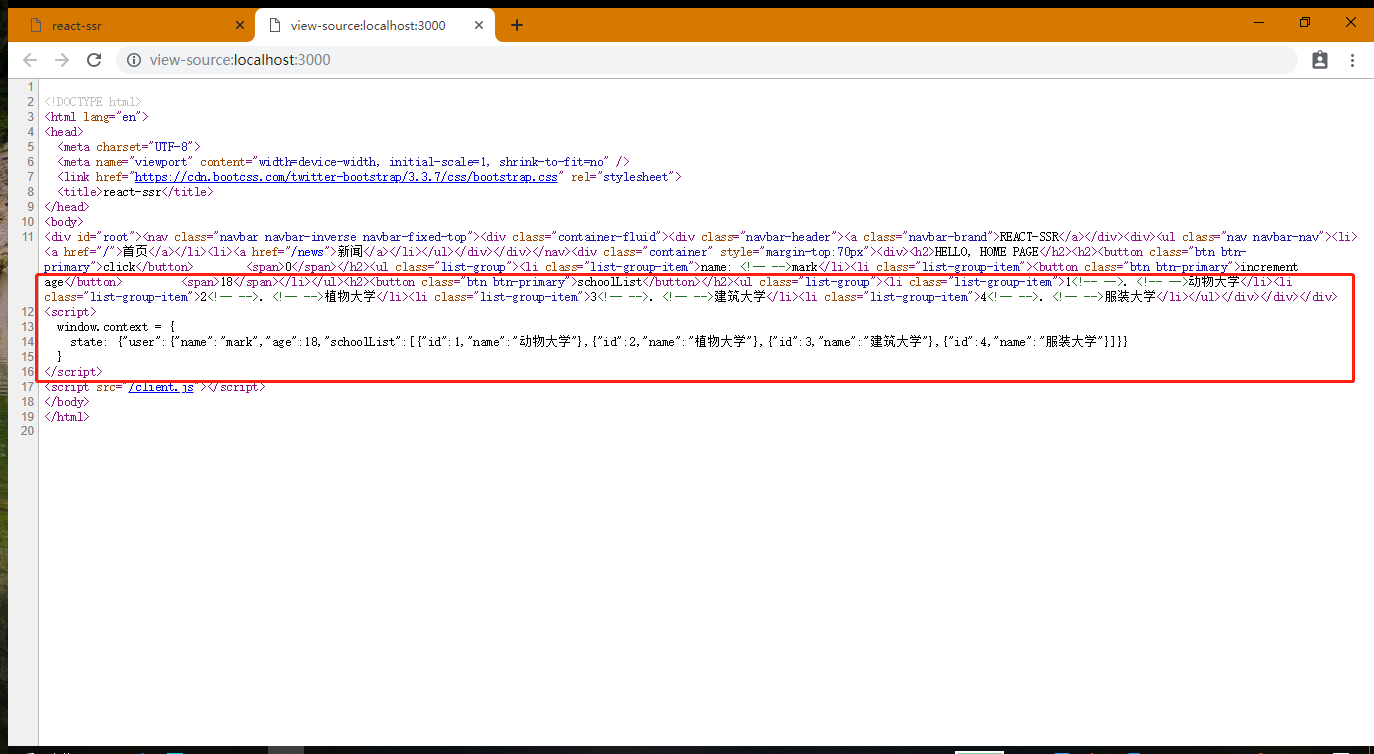 react-ssr
view-source:localhost:3000
view-source:localhost:3000
1
2 <!DOCTYPE html>
3 <html lang="en">
4 <head>
5 <meta charset="UTF-8">
6 <meta name="viewport" content="width=device-width, initial-scale=1, shrink-to-fit=no" />
7 <link href="https://cdn.bootcss.com/twitter-bootstrap/3.3.7/css/bootstrap.css" rel="stylesheet">
8 <title>react-ssr</title>
9 </head>
10 <body>
11 <div id="root"><nav class="navbar navbar-inverse navbar-fixed-top"><div class="container-fluid"><div class="navbar-header"><a class="navbar-brand">REACT-SSR</a></div><div><ul class="nav navbar-nav"><li>
<a href="/">首页</a></li><li><a href="/news">新闻</a></li></ul></div></div></nav><div class="container" style="margin-top:70px"><div><h2>HELLO, HOME PAGE</h2><h2><button class="btn btn-
primary">click</button> <span>0</span></h2><ul class="list-group"><li class="list-group-item">name: <!-- -->mark</li><li class="list-group-item"><button class="btn btn-primary">increment
age</button> <span>18</span></li></ul><h2><button class="btn btn-primary">schoolList</button></h2><ul class="list-group"><li class="list-group-item">1<!-- -->. <!-- -->动物大学</li><li
class="list-group-item">2<!-- -->. <!-- -->植物大学</li><li class="list-group-item">3<!-- -->. <!-- -->建筑大学</li><li class="list-group-item">4<!-- -->. <!-- -->服装大学</li></ul></div></div></div>
12 <script>
13 window.context = {
14 state: {"user":{"name":"mark","age":18,"schoolList":[{"id":1,"name":"动物大学"},{"id":2,"name":"植物大学"},{"id":3,"name":"建筑大学"},{"id":4,"name":"服装大学"}]}}
15 }
16 </script>
17 <script src="/client.js"></script>
18 </body>
19 </html>
20